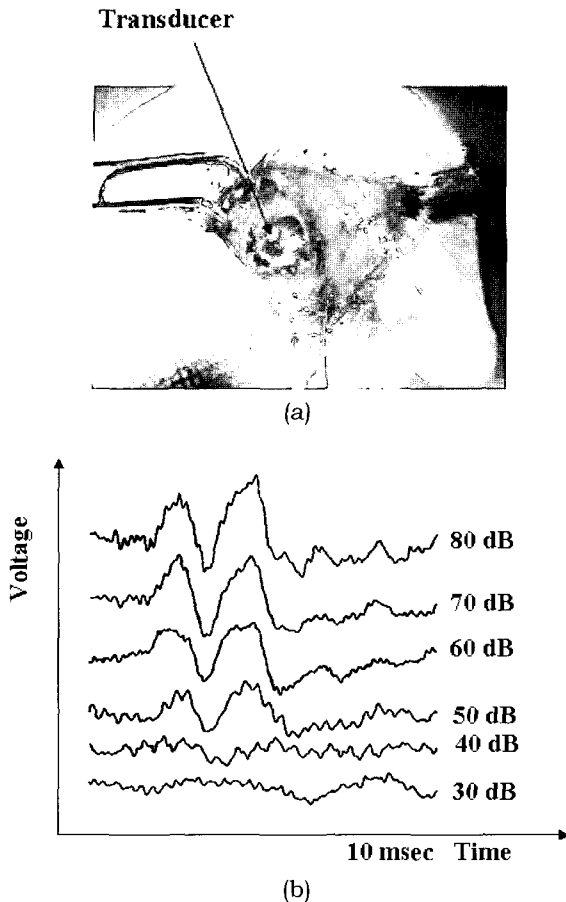 Transducer
(a)
Voltage
80 dB
70 dB
60 dB
50 dB
40 dB
30 dB
10 msec Time
(b)